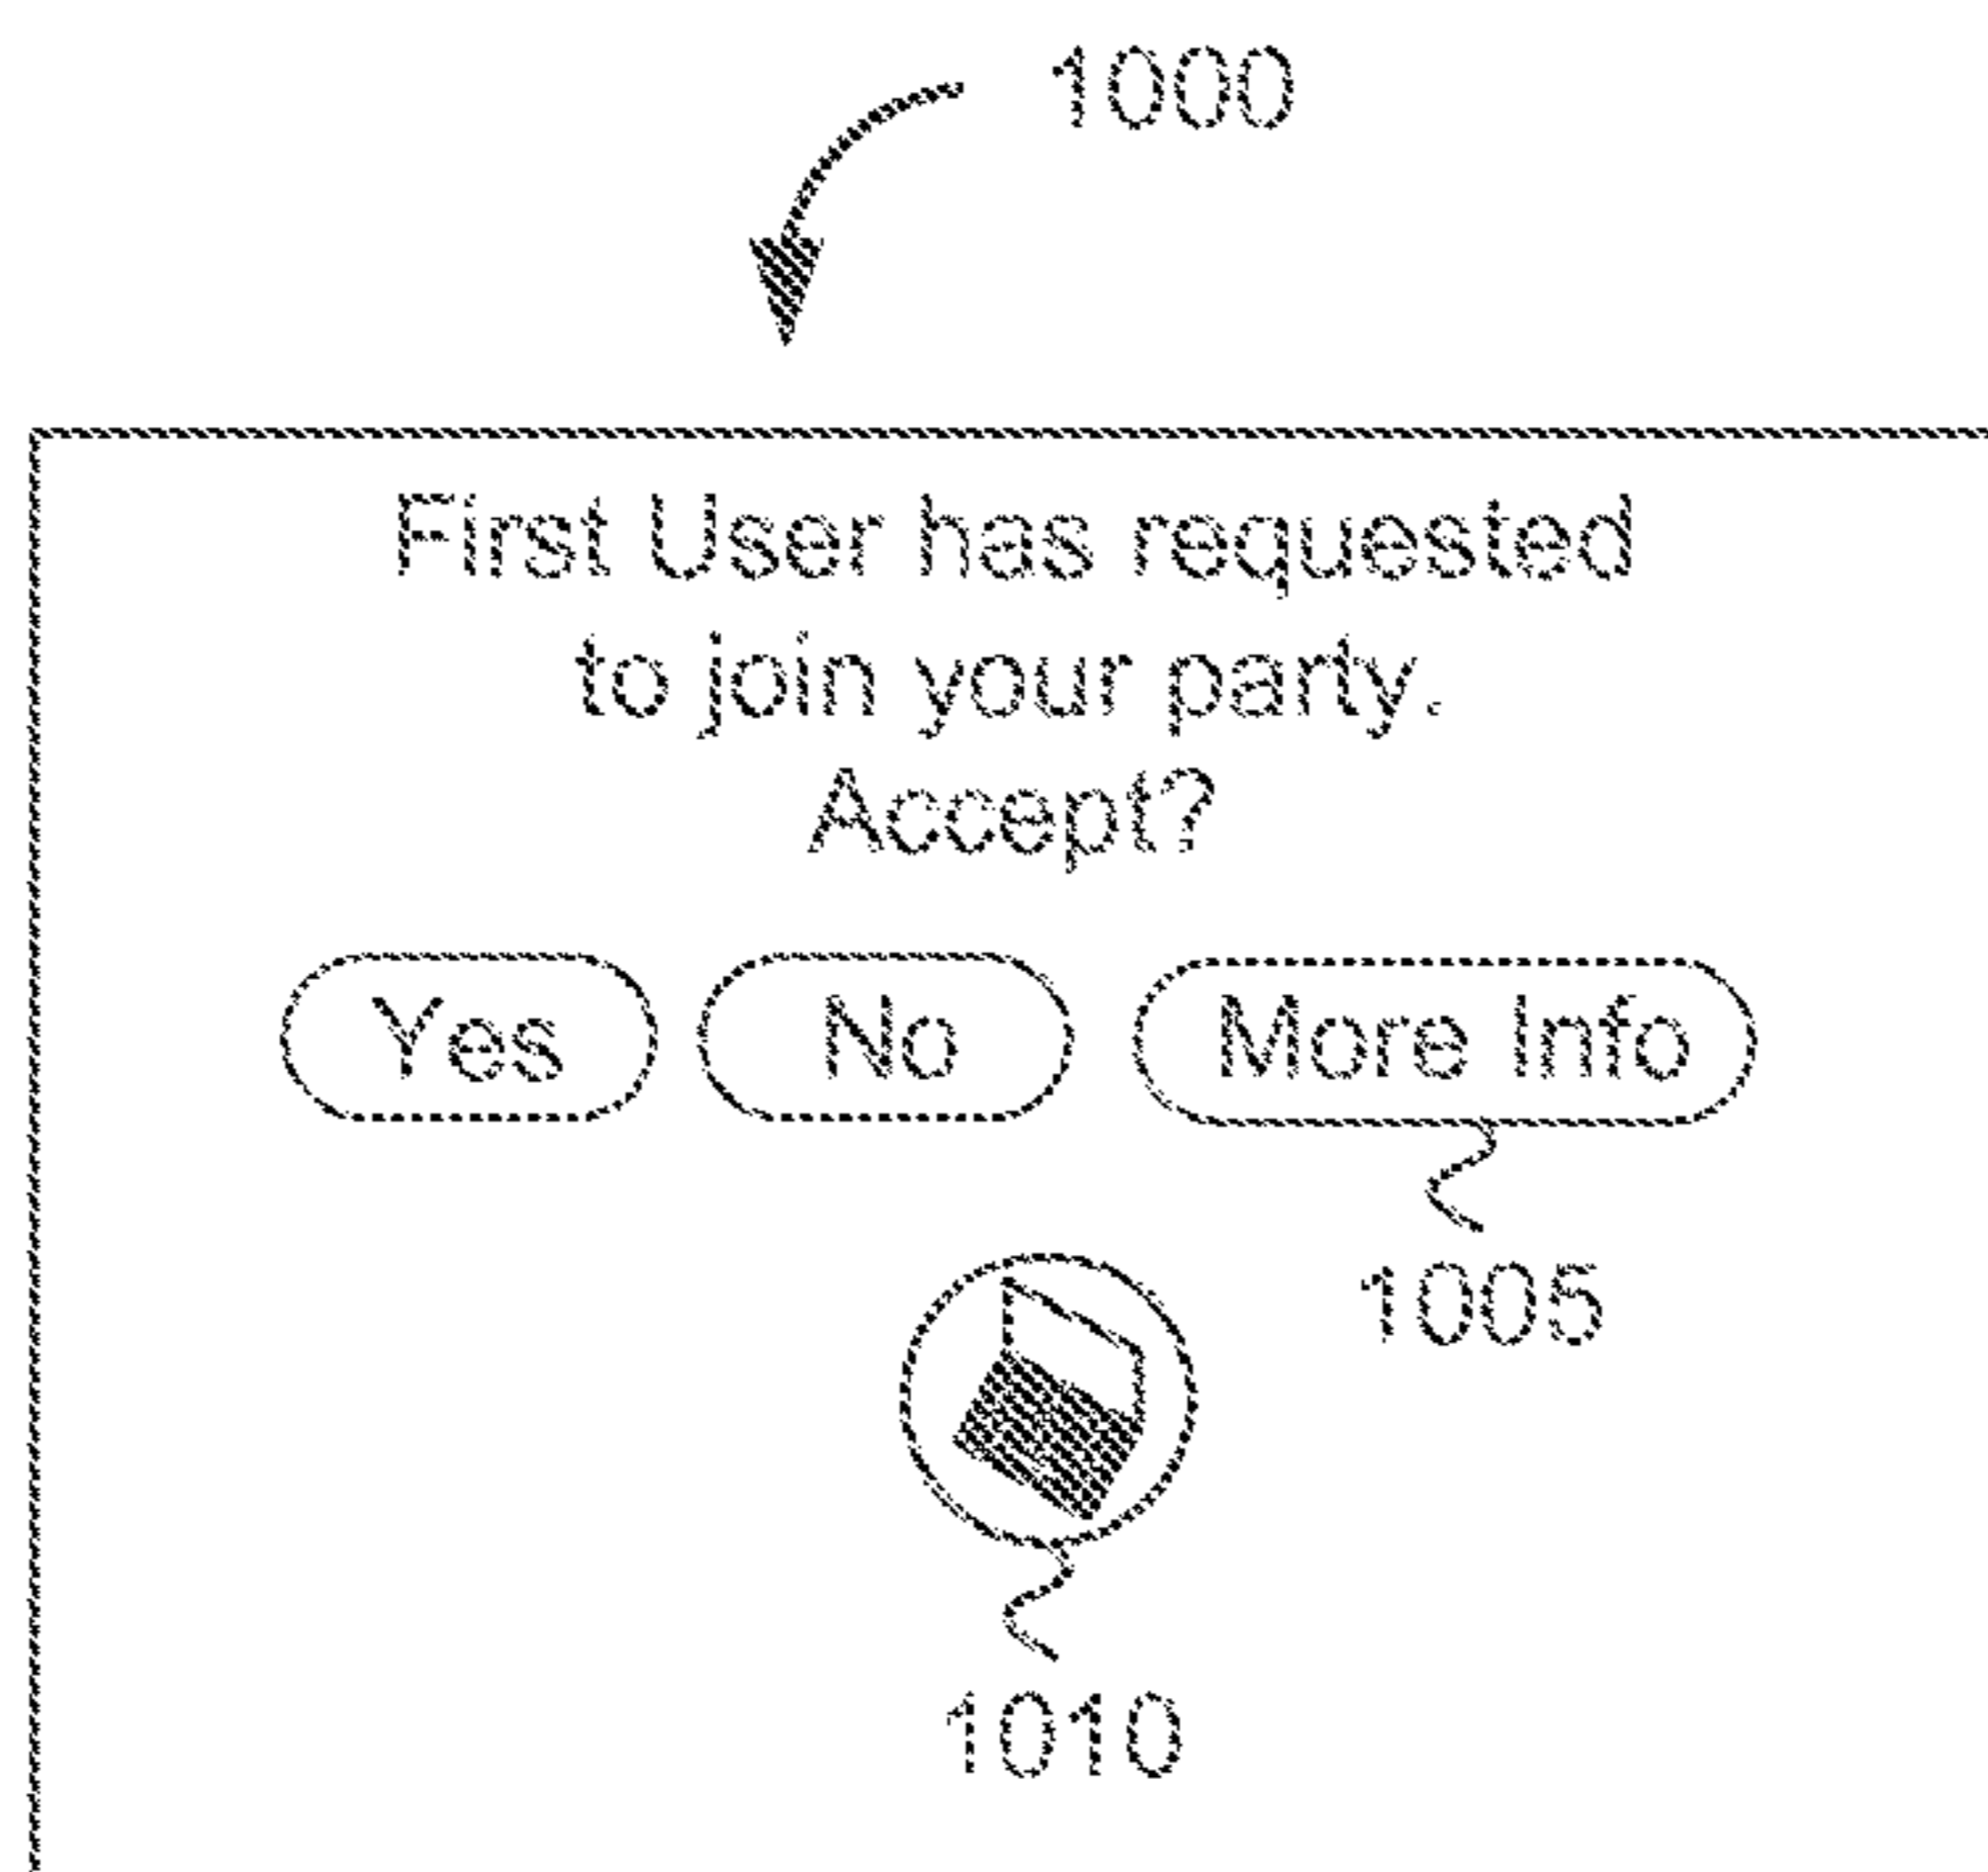 1000
First User has requested
to join your party.
Accept?
Yes No More Info
1005
1010